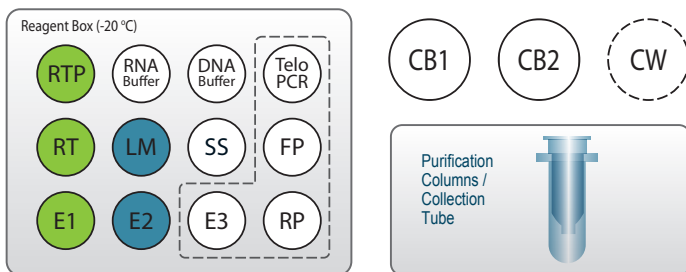 Reagent Box (-20 °C)
RTP
RNA
Buffer
DNA
Buffer
Telo
PCR
RT
LM
SS
FP
E1
E2
E3
RP
CB1
CB2
CW
Purification
Columns /
Collection
Tube